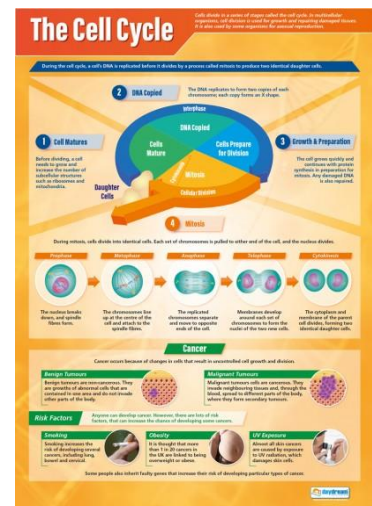 The Cell Cycle
Cells divide in a series of stages called the cell cycle. In multicellular
organisms, cell division is used for growth and repairing damaged tissues.
It is also used by some organisms for asexual reproduction.
During the cell cycle, a cell's DNA is replicated before it divides by a process called mitosis to produce two identical daughter cells.
2 DNA Copied
The DNA replicates to form two copies of each
chromosome; each copy forms an X shape.
Interphase
DNA Copied
1 Cell Matures
Before dividing, a cell
needs to grow and
increase the number of
subcellular structures
such as ribosomes and
mitochondria.
Cells
Mature
Cells Prepare
for Division
3 Growth & Preparation
The cell grows quickly and
continues with protein
synthesis in preparation for
mitosis. Any damaged DNA
is also repaired.
Cytokinesis
Mitosis
Cellular Division
Daughter
Cells
4 Mitosis
During mitosis, cells divide into identical cells. Each set of chromosomes is pulled to either end of the cell, and the nucleus divides.
Prophase
Metaphase
Anaphase
Telophase
Cytokinesis
The nucleus breaks
down, and spindle
fibres form.
The chromosomes line
up at the centre of the
cell and attach to the
spindle fibres.
The replicated
chromosomes separate
and move to opposite
ends of the cell.
Membranes develop
around each set of
chromosomes to form the
nuclei of the two new cells.
The cytoplasm and
membrane of the parent
cell divides, forming two
identical daughter cells.
Cancer
Cancer occurs because of changes in cells that result in uncontrolled cell growth and division.
Benign Tumours
Benign tumours are non-cancerous. They
are growths of abnormal cells that are
contained in one area and do not invade
other parts of the body.
Malignant Tumours
Malignant tumours cells are cancerous. They
invade neighbouring tissues and, through the
blood, spread to different parts of the body,
where they form secondary tumours.
Risk Factors
Anyone can develop cancer. However, there are lots of risk
factors, that can increase the chances of developing some cancers.
Smoking
Smoking increases the
risk of developing several
cancers, including lung,
bowel and cervical.
Obesity
It is thought that more
than 1 in 20 cancers in
the UK are linked to being
overweight or obese.
UV Exposure
Almost all skin cancers
are caused by exposure
to UV radiation, which
damages skin cells.
Some people also inherit faulty genes that increase their risk of developing particular types of cancer.
daydream